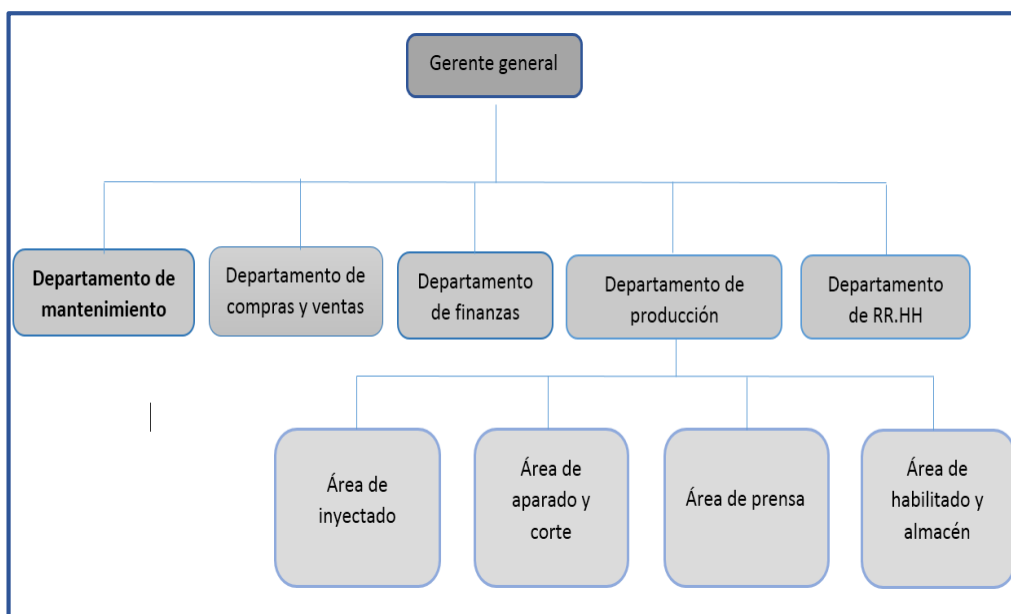 Gerente general
Departamento de
mantenimiento
Departamento de
compras y ventas
Departamento
de finanzas
Departamento de
producción
Departamento
de RR.HH
Área de
inyectado
Área de
aparado y
corte
Área de prensa
Área de
habilitado y
almacén